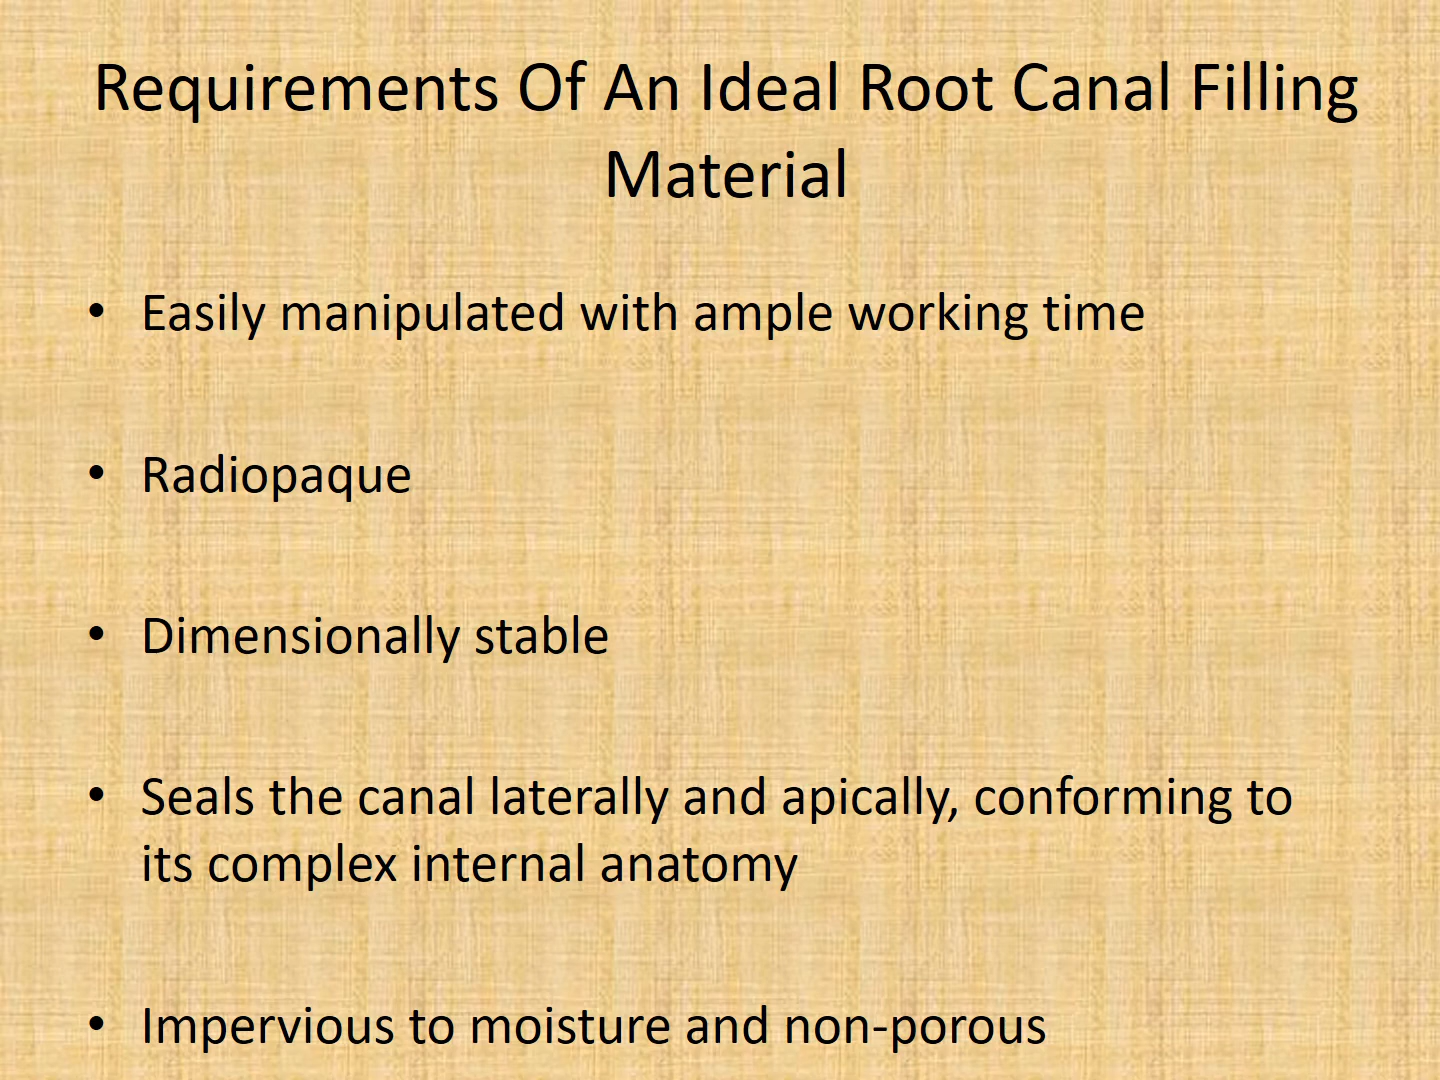 Requirements Of An Ideal Root Canal Filling
Material
• Easily manipulated with ample working time
• Radiopaque
• Dimensionally stable
• Seals the canal laterally and apically, conforming to
its complex internal anatomy
• Impervious to moisture and non-porous